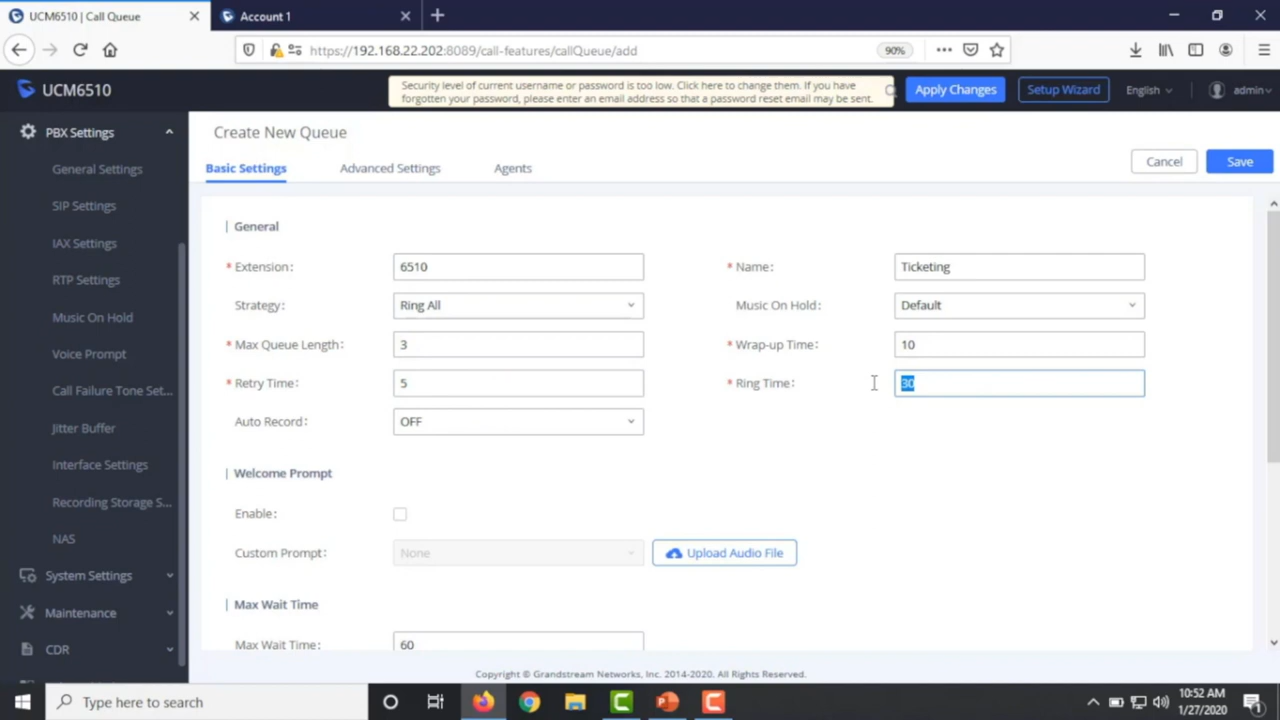 UCM6510 | Call Queue
Account 1
https://192.168.22.202:8089/call-features/callQueue/add
90%
UCM6510
Security level of current username or password is too low. Click here to change them. If you have
forgotten your password, please enter an email address so that a password reset email may be sent.
Apply Changes
Setup Wizard
English
admin
PBX Settings
General Settings
SIP Settings
IAX Settings
RTP Settings
Music On Hold
Voice Prompt
Call Failure Tone Set...
Jitter Buffer
Interface Settings
Recording Storage S...
NAS
System Settings
Maintenance
CDR
Create New Queue
Basic Settings
Advanced Settings
Agents
Cancel
Save
General
* Extension: 6510
* Name: Ticketing
Strategy: Ring All
Music On Hold: Default
* Max Queue Length: 3
* Wrap-up Time: 10
* Retry Time: 5
* Ring Time: 30
Auto Record: OFF
Welcome Prompt
Enable:
Custom Prompt: None
Upload Audio File
Max Wait Time
Max Wait Time: 60
Copyright © Grandstream Networks, Inc. 2014-2020. All Rights Reserved.
Type here to search
10:52 AM
1/27/2020
1